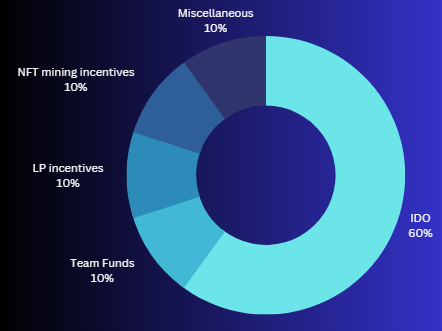 Miscellaneous
10%
NFT mining incentives
10%
LP incentives
10%
Team Funds
10%
IDO
60%